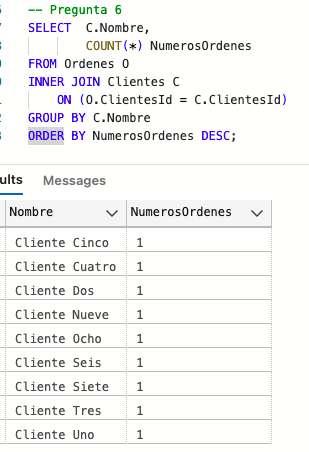 -- Pregunta 6
SELECT C.Nombre,
COUNT(*) NumerosOrdenes
FROM Ordenes O
INNER JOIN Clientes C
ON (O.ClientesId = C.ClientesId)
GROUP BY C.Nombre
ORDER BY NumerosOrdenes DESC;
ults Messages
Nombre NumerosOrdenes
Cliente Cinco 1
Cliente Cuatro 1
Cliente Dos 1
Cliente Nueve 1
Cliente Ocho 1
Cliente Seis 1
Cliente Siete 1
Cliente Tres 1
Cliente Uno 1